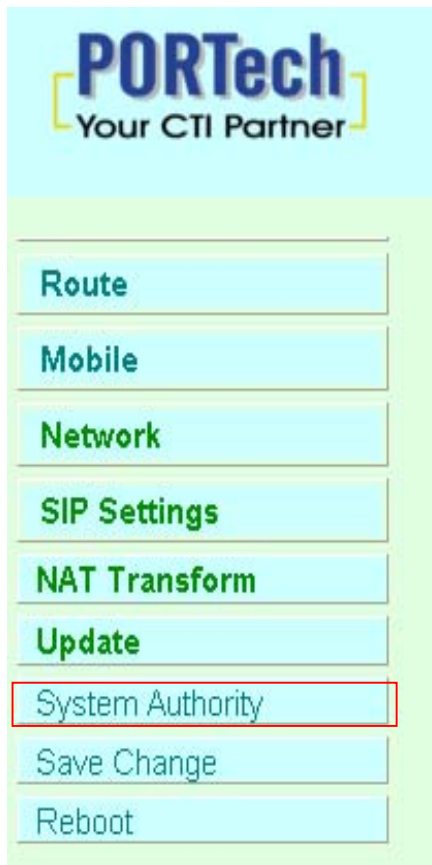 PORTech
Your CTI Partner
Route
Mobile
Network
SIP Settings
NAT Transform
Update
System Authority
Save Change
Reboot